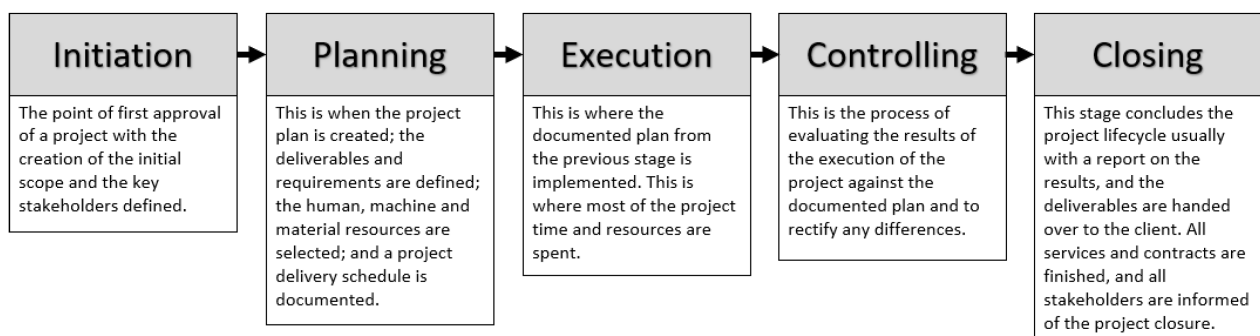 Initiation
The point of first approval
of a project with the
creation of the initial
scope and the key
stakeholders defined.
Planning
This is when the project
plan is created; the
deliverables and
requirements are defined;
the human, machine and
material resources are
selected; and a project
delivery schedule is
documented.
Execution
This is where the
documented plan from
the previous stage is
implemented. This is
where most of the project
time and resources are
spent.
Controlling
This is the process of
evaluating the results of
the execution of the
project against the
documented plan and to
rectify any differences.
Closing
This stage concludes the
project lifecycle usually
with a report on the
results, and the
deliverables are handed
over to the client. All
services and contracts are
finished, and all
stakeholders are informed
of the project closure.